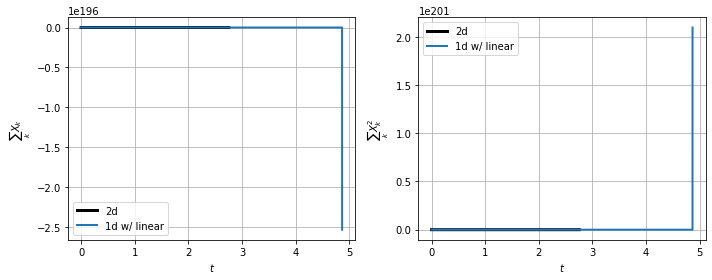 1e196
0.0
−0.5
−1.0
−1.5
−2.0
−2.5
0 1 2 3 4 5
t
∑ₖ Xₖ
2d
1d w/ linear
1e201
2.0
1.5
1.0
0.5
0.0
0 1 2 3 4 5
t
∑ₖ Xₖ²
2d
1d w/ linear